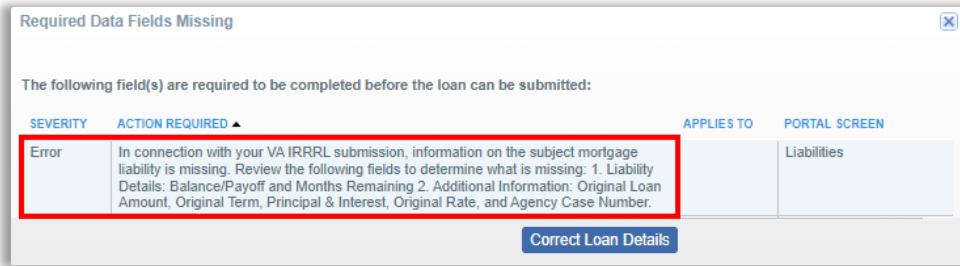 Required Data Fields Missing
The following field(s) are required to be completed before the loan can be submitted:
SEVERITY ACTION REQUIRED APPLIES TO PORTAL SCREEN
Error In connection with your VA IRRRL submission, information on the subject mortgage Liabilities
liability is missing. Review the following fields to determine what is missing: 1. Liability
Details: Balance/Payoff and Months Remaining 2. Additional Information: Original Loan
Amount, Original Term, Principal & Interest, Original Rate, and Agency Case Number.
Correct Loan Details